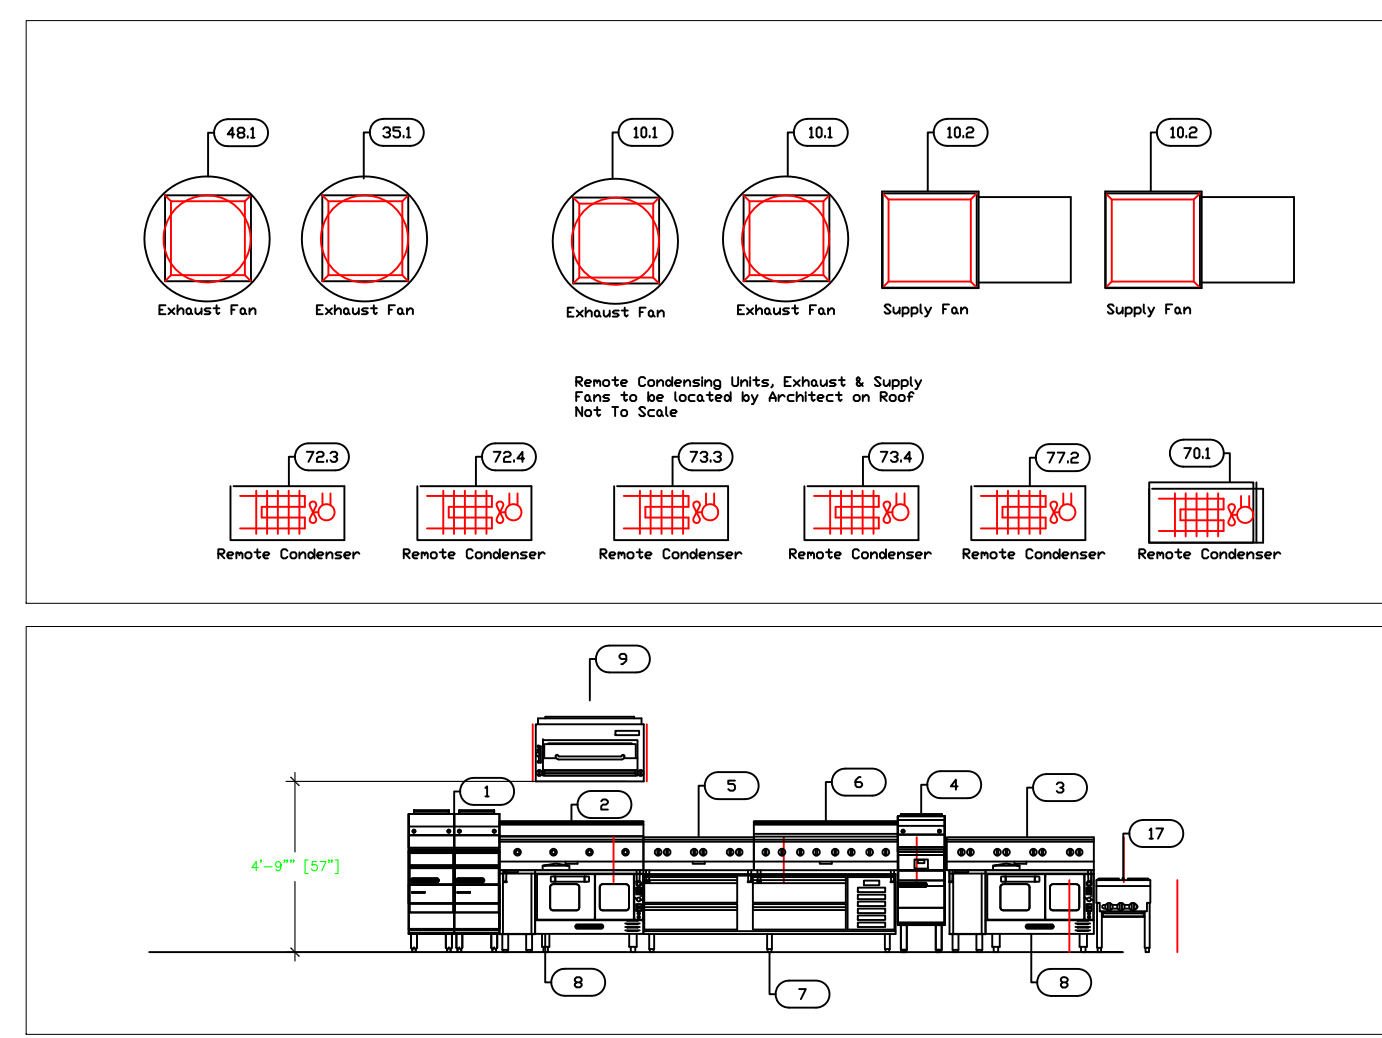 48.1
35.1
10.1
10.1
10.2
10.2
Exhaust Fan
Exhaust Fan
Exhaust Fan
Exhaust Fan
Supply Fan
Supply Fan
Remote Condensing Units, Exhaust & Supply
Fans to be located by Architect on Roof
Not To Scale
72.3
72.4
73.3
73.4
77.2
70.1
Remote Condenser
Remote Condenser
Remote Condenser
Remote Condenser
Remote Condenser
Remote Condenser
9
1
2
5
6
4
3
17
4'-9"" [57"]
8
7
8